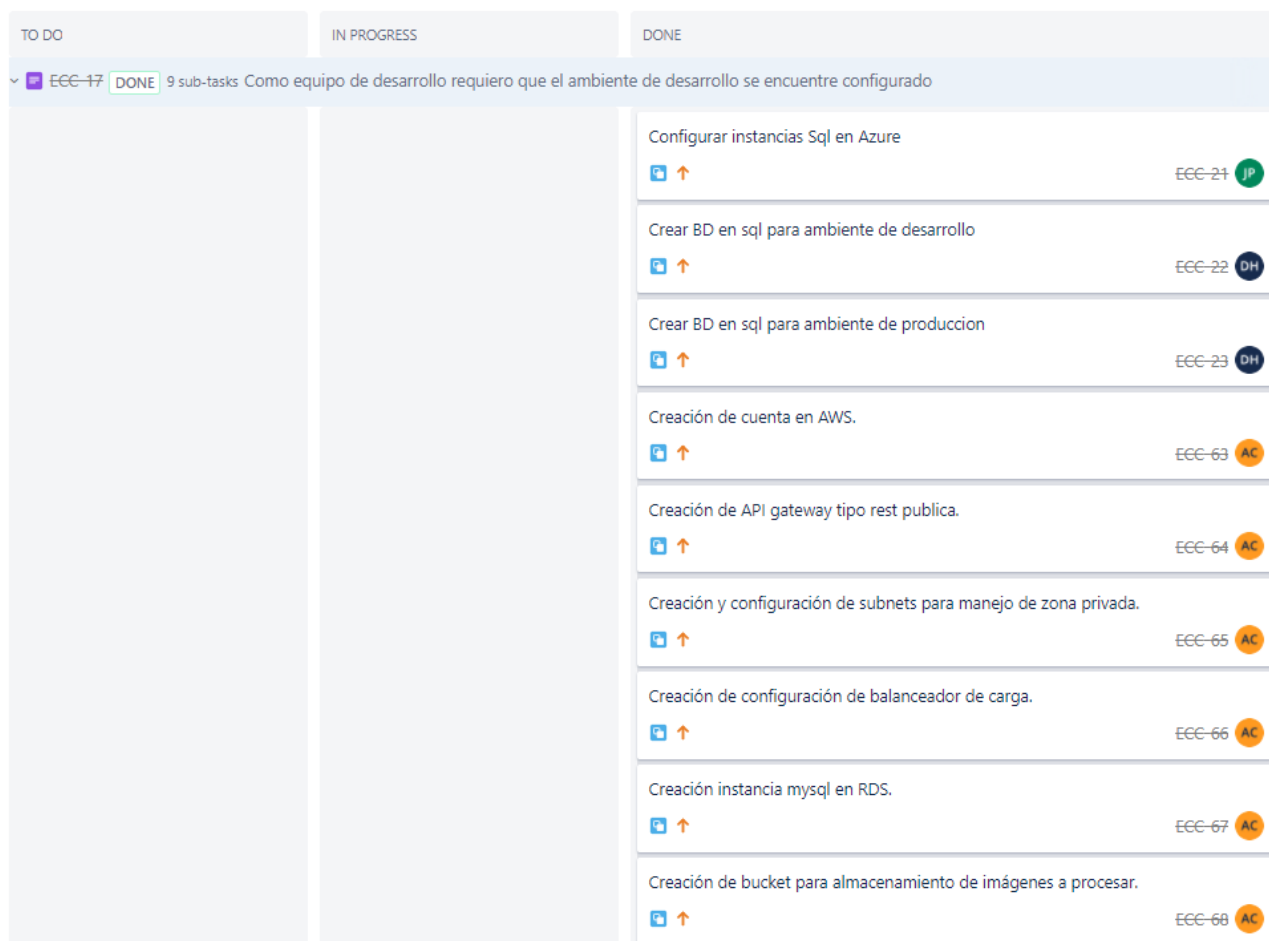 TO DO
IN PROGRESS
DONE
ECC-17 DONE 9 sub-tasks Como equipo de desarrollo requiero que el ambiente de desarrollo se encuentre configurado
Configurar instancias Sql en Azure
ECC-21 JP
Crear BD en sql para ambiente de desarrollo
ECC-22 DH
Crear BD en sql para ambiente de produccion
ECC-23 DH
Creación de cuenta en AWS.
ECC-63 AC
Creación de API gateway tipo rest publica.
ECC-64 AC
Creación y configuración de subnets para manejo de zona privada.
ECC-65 AC
Creación de configuración de balanceador de carga.
ECC-66 AC
Creación instancia mysql en RDS.
ECC-67 AC
Creación de bucket para almacenamiento de imágenes a procesar.
ECC-68 AC